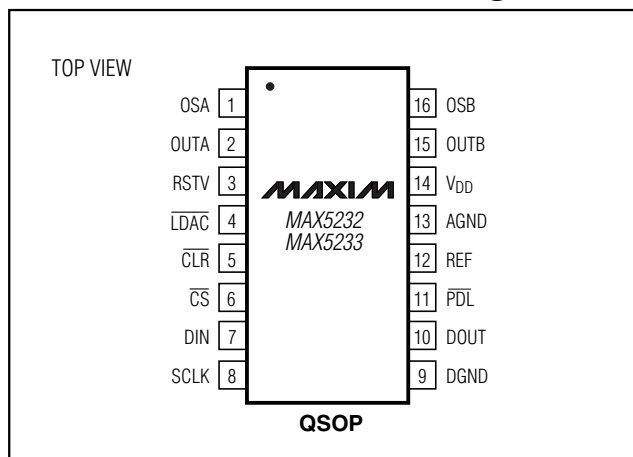 TOP VIEW
OSA 1
OUTA 2
RSTV 3
LDAC 4
CLR 5
CS 6
DIN 7
SCLK 8
MAXIM
MAX5232
MAX5233
16 OSB
15 OUTB
14 VDD
13 AGND
12 REF
11 PDL
10 DOUT
9 DGND
QSOP